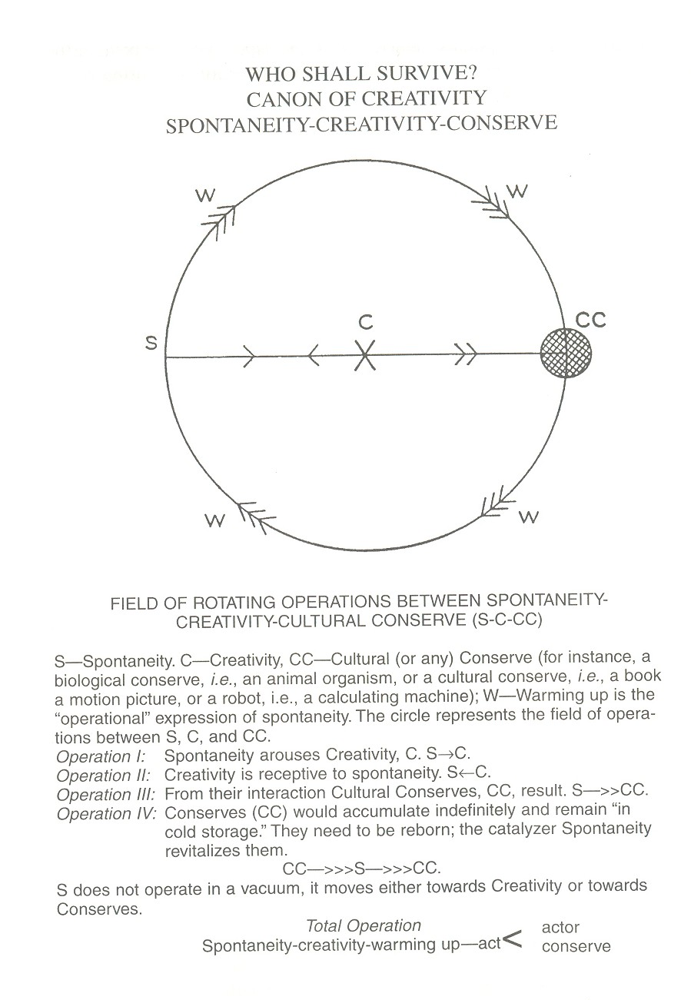 WHO SHALL SURVIVE?
CANON OF CREATIVITY
SPONTANEITY-CREATIVITY-CONSERVE
W
W
C
CC
S
W
W
FIELD OF ROTATING OPERATIONS BETWEEN SPONTANEITY-
CREATIVITY-CULTURAL CONSERVE (S-C-CC)
S—Spontaneity. C—Creativity, CC—Cultural (or any) Conserve (for instance, a
biological conserve, i.e., an animal organism, or a cultural conserve, i.e., a book
a motion picture, or a robot, i.e., a calculating machine); W—Warming up is the
“operational” expression of spontaneity. The circle represents the field of opera-
tions between S, C, and CC.
Operation I: Spontaneity arouses Creativity, C. S→C.
Operation II: Creativity is receptive to spontaneity. S←C.
Operation III: From their interaction Cultural Conserves, CC, result. S—>>CC.
Operation IV: Conserves (CC) would accumulate indefinitely and remain “in
cold storage.” They need to be reborn; the catalyzer Spontaneity
revitalizes them.
CC—>>>S—>>>CC.
S does not operate in a vacuum, it moves either towards Creativity or towards
Conserves.
Total Operation
Spontaneity-creativity-warming up—act< actor
conserve